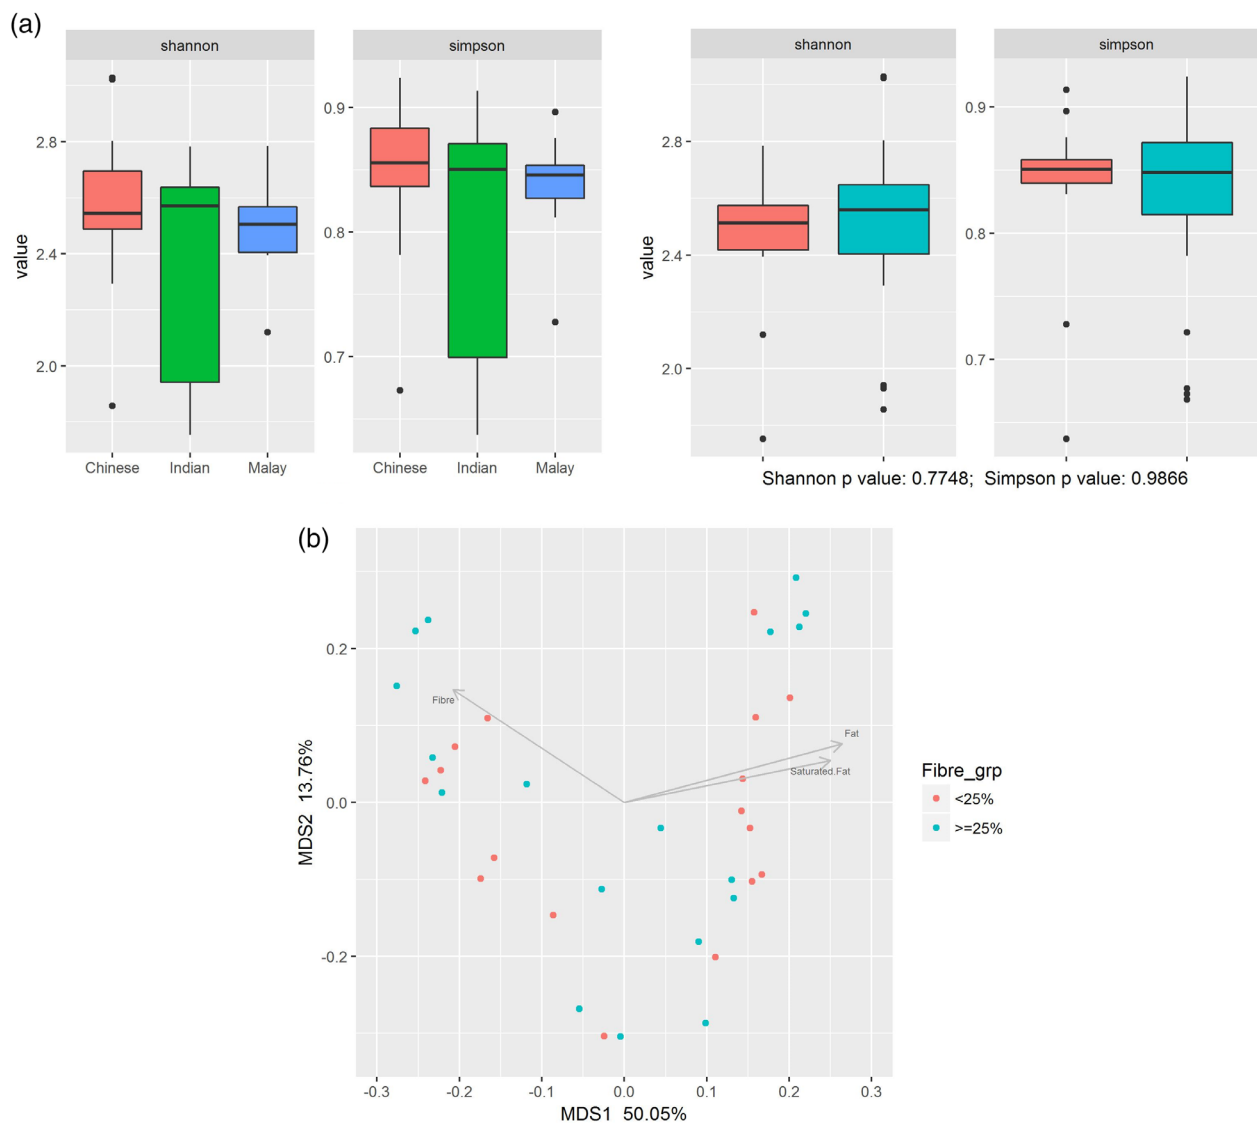 (a)
shannon
simpson
shannon
simpson
value
2.8
2.4
2.0
0.9
0.8
0.7
value
2.8
2.4
2.0
0.9
0.8
0.7
Chinese Indian Malay
Chinese Indian Malay
Shannon p value: 0.7748; Simpson p value: 0.9866
(b)
MDS2 13.76%
0.2
0.0
-0.2
Fibre
Fat
Saturated.Fat
Fibre_grp
<25%
>=25%
-0.3 -0.2 -0.1 0.0 0.1 0.2 0.3
MDS1 50.05%